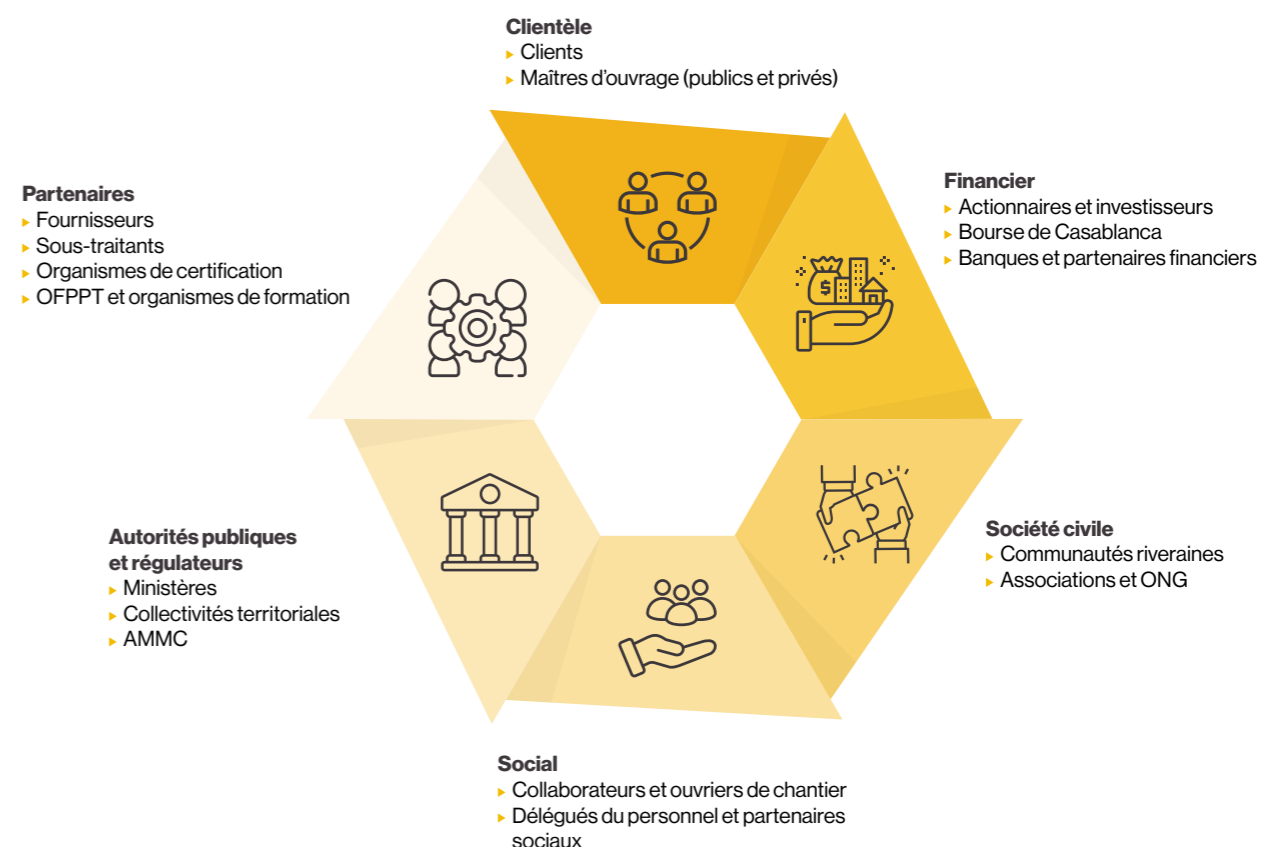 Clientèle
▸ Clients
▸ Maîtres d'ouvrage (publics et privés)
Financier
▸ Actionnaires et investisseurs
▸ Bourse de Casablanca
▸ Banques et partenaires financiers
Société civile
▸ Communautés riveraines
▸ Associations et ONG
Social
▸ Collaborateurs et ouvriers de chantier
▸ Délégués du personnel et partenaires
sociaux
Autorités publiques
et régulateurs
▸ Ministères
▸ Collectivités territoriales
▸ AMMC
Partenaires
▸ Fournisseurs
▸ Sous-traitants
▸ Organismes de certification
▸ OFPPT et organismes de formation
$